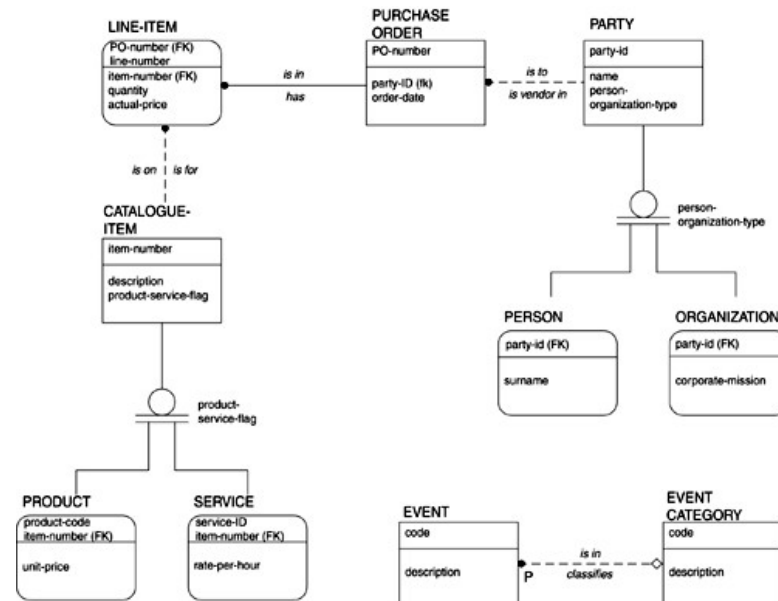 LINE-ITEM
PO-number (FK)
line-number
item-number (FK)
quantity
actual-price
is in
has
PURCHASE
ORDER
PO-number
party-ID (fk)
order-date
is to
is vendor in
PARTY
party-id
name
person-
organization-type
is on
is for
CATALOGUE-
ITEM
item-number
description
product-service-flag
person-
organization-type
PERSON
party-id (FK)
surname
ORGANIZATION
party-id (FK)
corporate-mission
product-
service-flag
PRODUCT
product-code
item-number (FK)
unit-price
SERVICE
service-ID
item-number (FK)
rate-per-hour
EVENT
code
description
P
is in
classifies
EVENT
CATEGORY
code
description